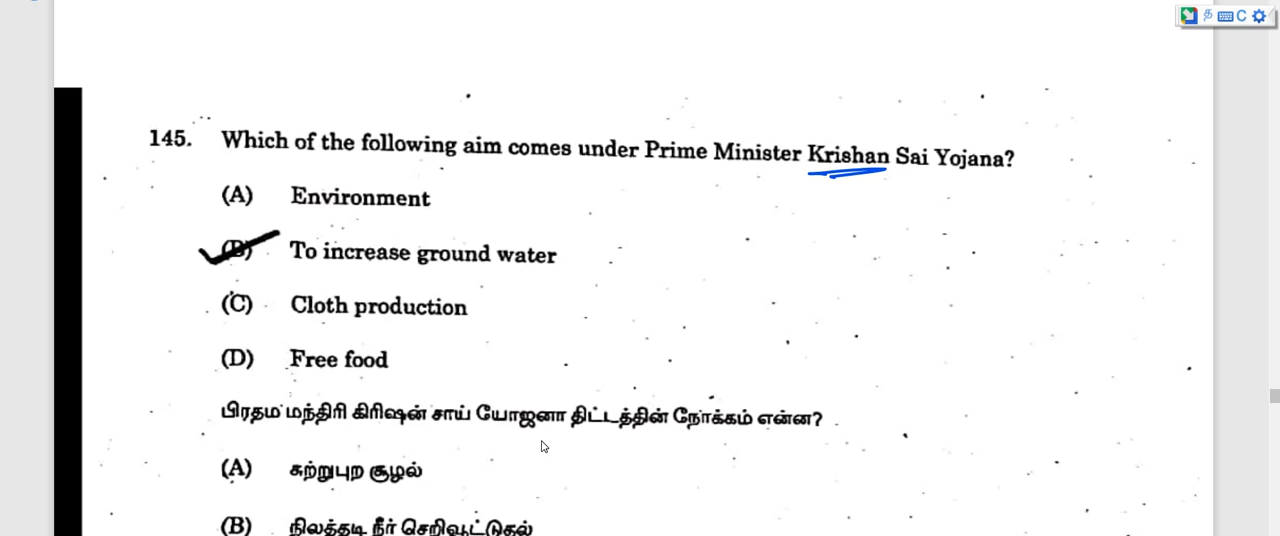 145. Which of the following aim comes under Prime Minister Krishan Sai Yojana?
(A) Environment
(B) To increase ground water
(C) Cloth production
(D) Free food
பிரதம மந்திரி கிரிஷன் சாய் யோஜனா திட்டத்தின் நோக்கம் என்ன?
(A) சுற்றுபுற சூழல்
(B) நிலத்தடி நீர் செறிவூட்டுதல்